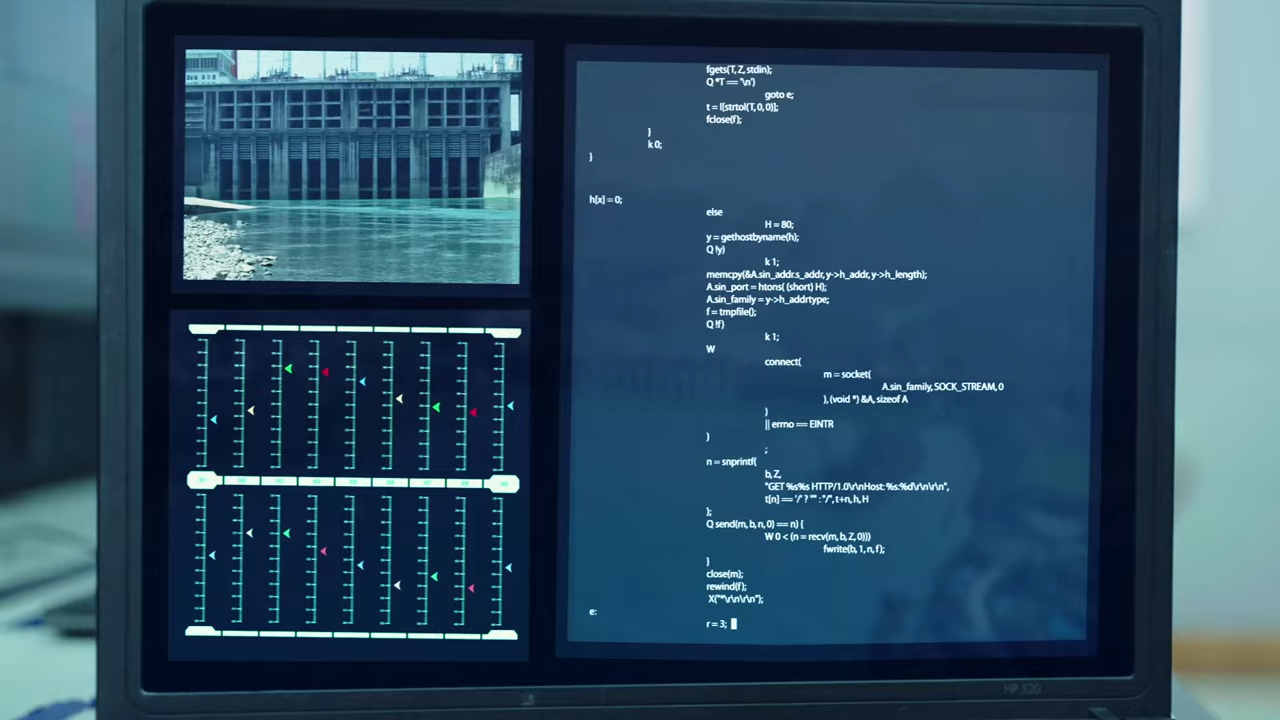 fgets(T, Z, stdin);
Q *T == '\n')
goto e;
t = l[strtol(T, 0, 0)];
fclose(f);
}
k 0;
}
h[x] = 0;
else
H = 80;
y = gethostbyname(h);
Q !y)
k 1;
memcpy(&A.sin_addr.s_addr, y->h_addr, y->h_length);
A.sin_port = htons( (short) H);
A.sin_family = y->h_addrtype;
f = tmpfile();
Q !f)
k 1;
W
connect(
m = socket(
A.sin_family, SOCK_STREAM, 0
), (void *) &A, sizeof A
)
|| errno == EINTR
)
;
n = snprintf(
b, Z,
"GET %s%s HTTP/1.0\r\nHost: %s:%d\r\n\r\n",
t[n] == '/' ? "" : "/", t+n, h, H
);
Q send(m, b, n, 0) == n) {
W 0 < (n = recv(m, b, Z, 0)))
fwrite(b, 1, n, f);
}
close(m);
rewind(f);
X("*\r\n\r\n");
e:
r = 3;
HP 520